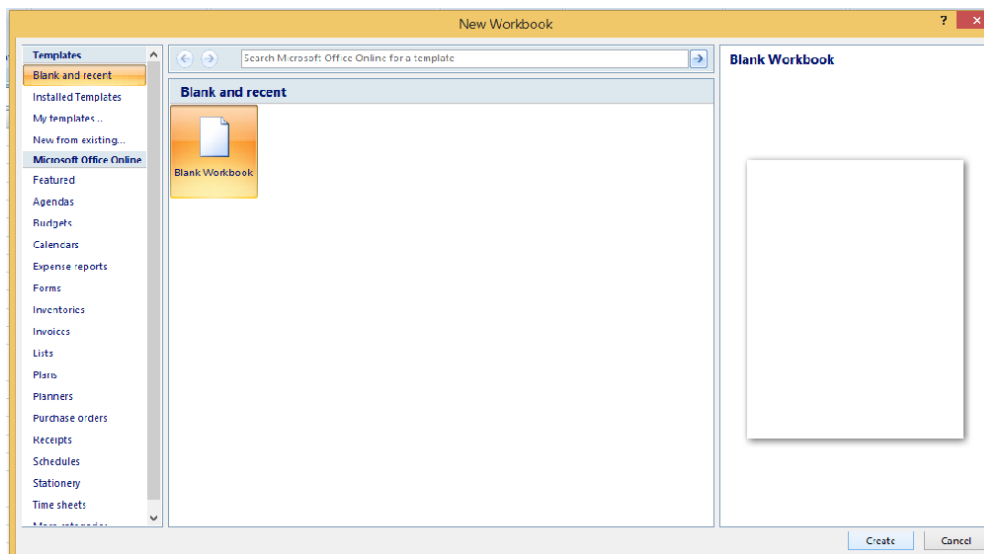 New Workbook
?
Templates
Blank and recent
Installed Templates
My templates...
New from existing...
Microsoft Office Online
Featured
Agendas
Budgets
Calendars
Expense reports
Forms
Inventories
Invoices
Lists
Plans
Planners
Purchase orders
Receipts
Schedules
Stationery
Time sheets
Search Microsoft Office Online for a template
Blank and recent
Blank Workbook
Blank Workbook
Create
Cancel